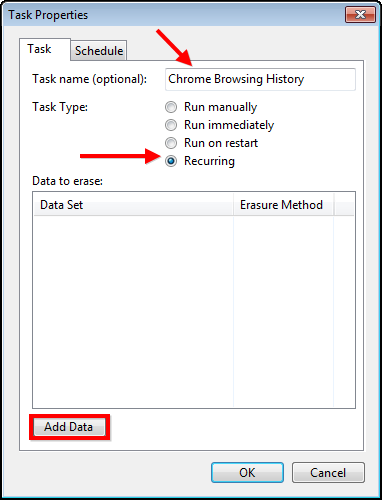 Task Properties
Task Schedule
Task name (optional): Chrome Browsing History
Task Type: Run manually
Run immediately
Run on restart
Recurring
Data to erase:
Data Set Erasure Method
Add Data
OK Cancel